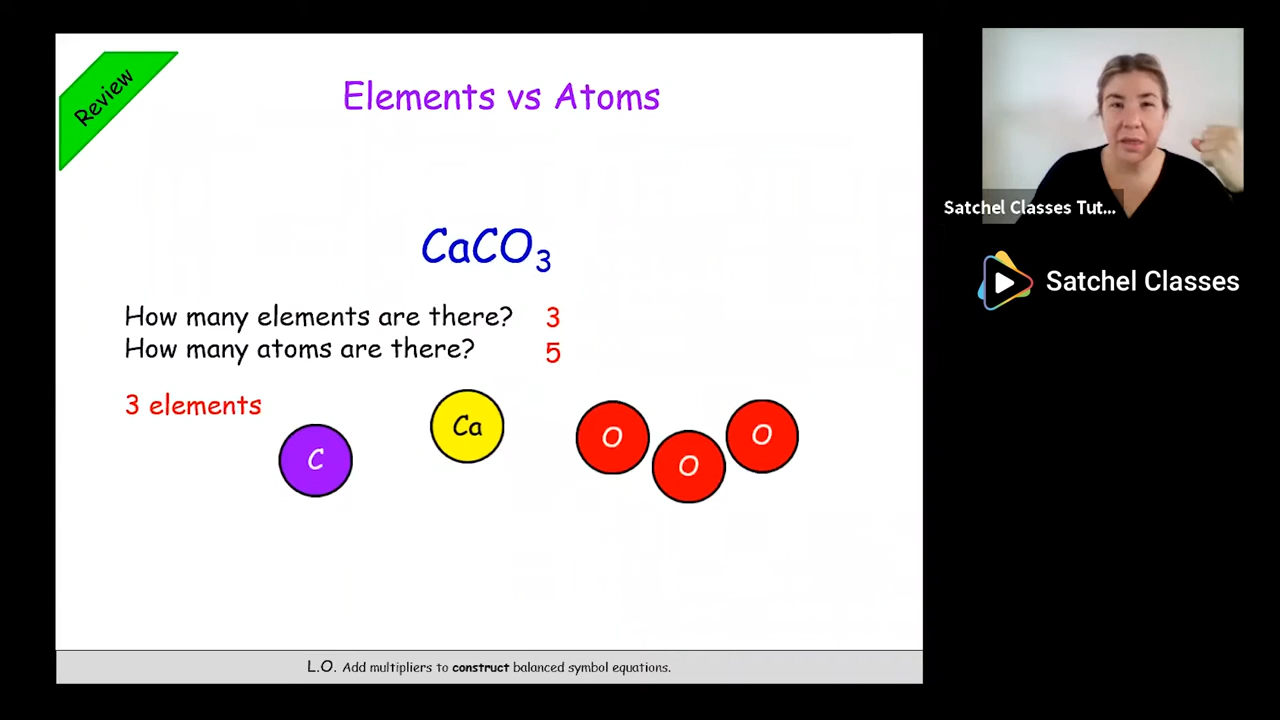 Review
Elements vs Atoms
CaCO₃
How many elements are there? 3
How many atoms are there? 5
3 elements
C
Ca
O
O
O
L.O. Add multipliers to construct balanced symbol equations.
Satchel Classes Tut...
Satchel Classes